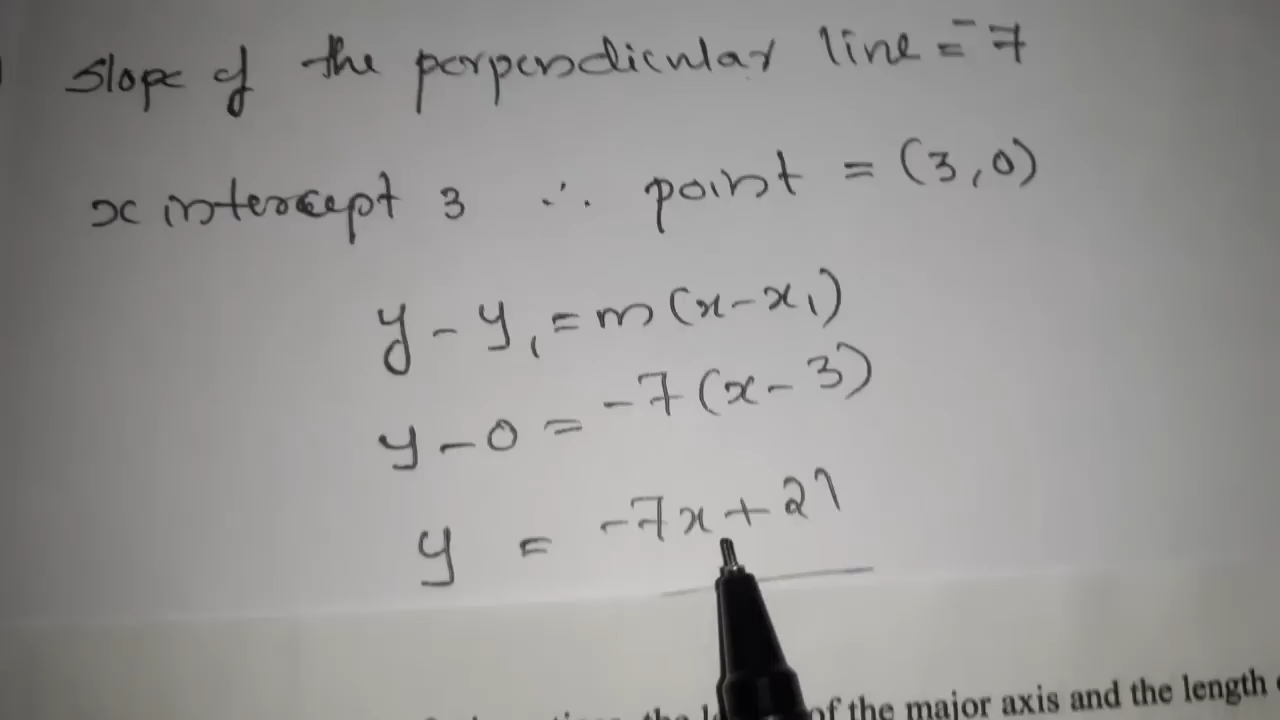 Slope of the perpendicular line = -7
x intercept 3 ∴ point = (3,0)
y - y₁ = m(x - x₁)
y - 0 = -7(x - 3)
y = -7x + 21
of the major axis and the length